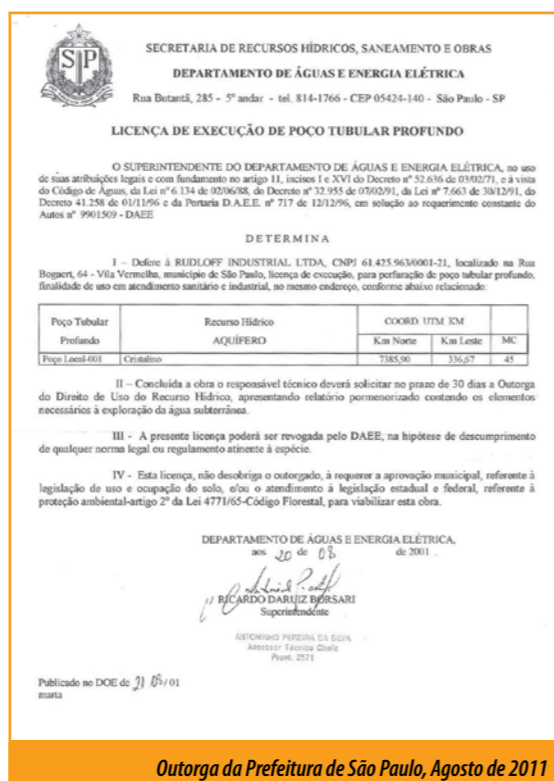 SP
SECRETARIA DE RECURSOS HÍDRICOS, SANEAMENTO E OBRAS
DEPARTAMENTO DE ÁGUAS E ENERGIA ELÉTRICA
Rua Butantã, 285 - 5º andar - tel. 814-1766 - CEP 05424-140 - São Paulo - SP
LICENÇA DE EXECUÇÃO DE POÇO TUBULAR PROFUNDO
O SUPERINTENDENTE DO DEPARTAMENTO DE ÁGUAS E ENERGIA ELÉTRICA, no uso
de suas atribuições legais e com fundamento no artigo 11, incisos I e XVI do Decreto nº 52.636 de 03/02/71, e à vista
do Código de Águas, da Lei nº 6.134 de 02/06/88, do Decreto nº 32.955 de 07/02/91, da Lei nº 7.663 de 30/12/91, do
Decreto 41.258 de 01/11/96 e da Portaria D.A.E.E. nº 717 de 12/12/96, em solução ao requerimento constante do
Autos nº 9901509 - DAEE
DETERMINA
I – Defere à RUDLOFF INDUSTRIAL LTDA, CNPJ 61.425.963/0001-21, localizado na Rua
Bogaert, 64 - Vila Vermelha, município de São Paulo, licença de execução, para perfuração de poço tubular profundo,
finalidade de uso em atendimento sanitário e industrial, no mesmo endereço, conforme abaixo relacionado:
Poço Tubular Recurso Hídrico COORD. UTM KM
Profundo AQUÍFERO Km Norte Km Leste MC
Poço Local-001 Cristalino 7385,90 336,67 45
II – Concluída a obra o responsável técnico deverá solicitar no prazo de 30 dias a Outorga
do Direito de Uso do Recurso Hídrico, apresentando relatório pormenorizado contendo os elementos
necessários à exploração da água subterrânea.
III - A presente licença poderá ser revogada pelo DAEE, na hipótese de descumprimento
de qualquer norma legal ou regulamento atinente à espécie.
IV - Esta licença, não desobriga o outorgado, à requerer a aprovação municipal, referente à
legislação de uso e ocupação do solo, e/ou o atendimento à legislação estadual e federal, referente à
proteção ambiental-artigo 2º da Lei 4771/65-Código Florestal, para viabilizar esta obra.
DEPARTAMENTO DE ÁGUAS E ENERGIA ELÉTRICA,
aos 20 de 08 de 2001.
RICARDO DARUIZ BORSARI
Superintendente
ANTONINHO PEREIRA DA SILVA
Assessor Técnico Chefe
Pront. 2571
Publicado no DOE de 21/08/01
marta
Outorga da Prefeitura de São Paulo, Agosto de 2011